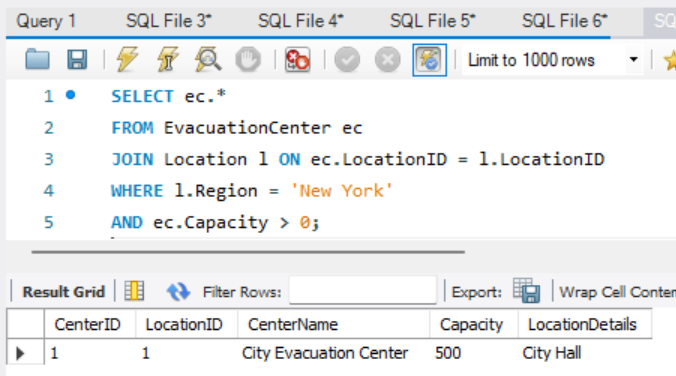 Query 1 SQL File 3* SQL File 4* SQL File 5* SQL File 6* SQ
Limit to 1000 rows
1 SELECT ec.*
2 FROM EvacuationCenter ec
3 JOIN Location l ON ec.LocationID = l.LocationID
4 WHERE l.Region = 'New York'
5 AND ec.Capacity > 0;
Result Grid Filter Rows: Export: Wrap Cell Conten
CenterID LocationID CenterName Capacity LocationDetails
1 1 City Evacuation Center 500 City Hall